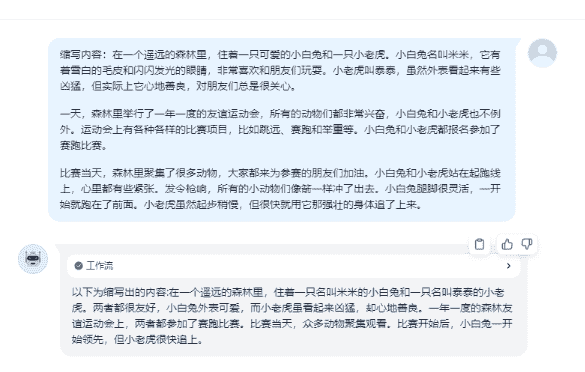 缩写内容：在一个遥远的森林里，住着一只可爱的小白兔和一只小老虎。小白兔名叫米米，它有
着雪白的毛皮和闪闪发光的眼睛，非常喜欢和朋友们玩耍。小老虎叫泰泰，虽然外表看起来有些
凶猛，但实际上它心地善良，对朋友们总是很关心。
一天，森林里举行了一年一度的友谊运动会，所有的动物们都非常兴奋，小白兔和小老虎也不例
外。运动会上有各种各样的比赛项目，比如跳远、赛跑和举重等。小白兔和小老虎都报名参加了
赛跑比赛。
比赛当天，森林里聚集了很多动物，大家都来为参赛的朋友们加油。小白兔和小老虎站在起跑线
上，心里都有些紧张。发令枪响，所有的小动物们像箭一样冲了出去。小白兔腿脚很灵活，一开
始就跑在了前面。小老虎虽然起步稍慢，但很快就用它那强壮的身体追了上来。
工作流
以下为缩写出的内容:在一个遥远的森林里，住着一只名叫米米的小白兔和一只名叫泰泰的小老
虎。两者都很友好，小白兔外表可爱，而小老虎虽看起来凶猛，却心地善良。一年一度的森林友
谊运动会上，两者都参加了赛跑比赛。比赛当天，众多动物聚集观看。比赛开始后，小白兔一开
始领先，但小老虎很快追上。